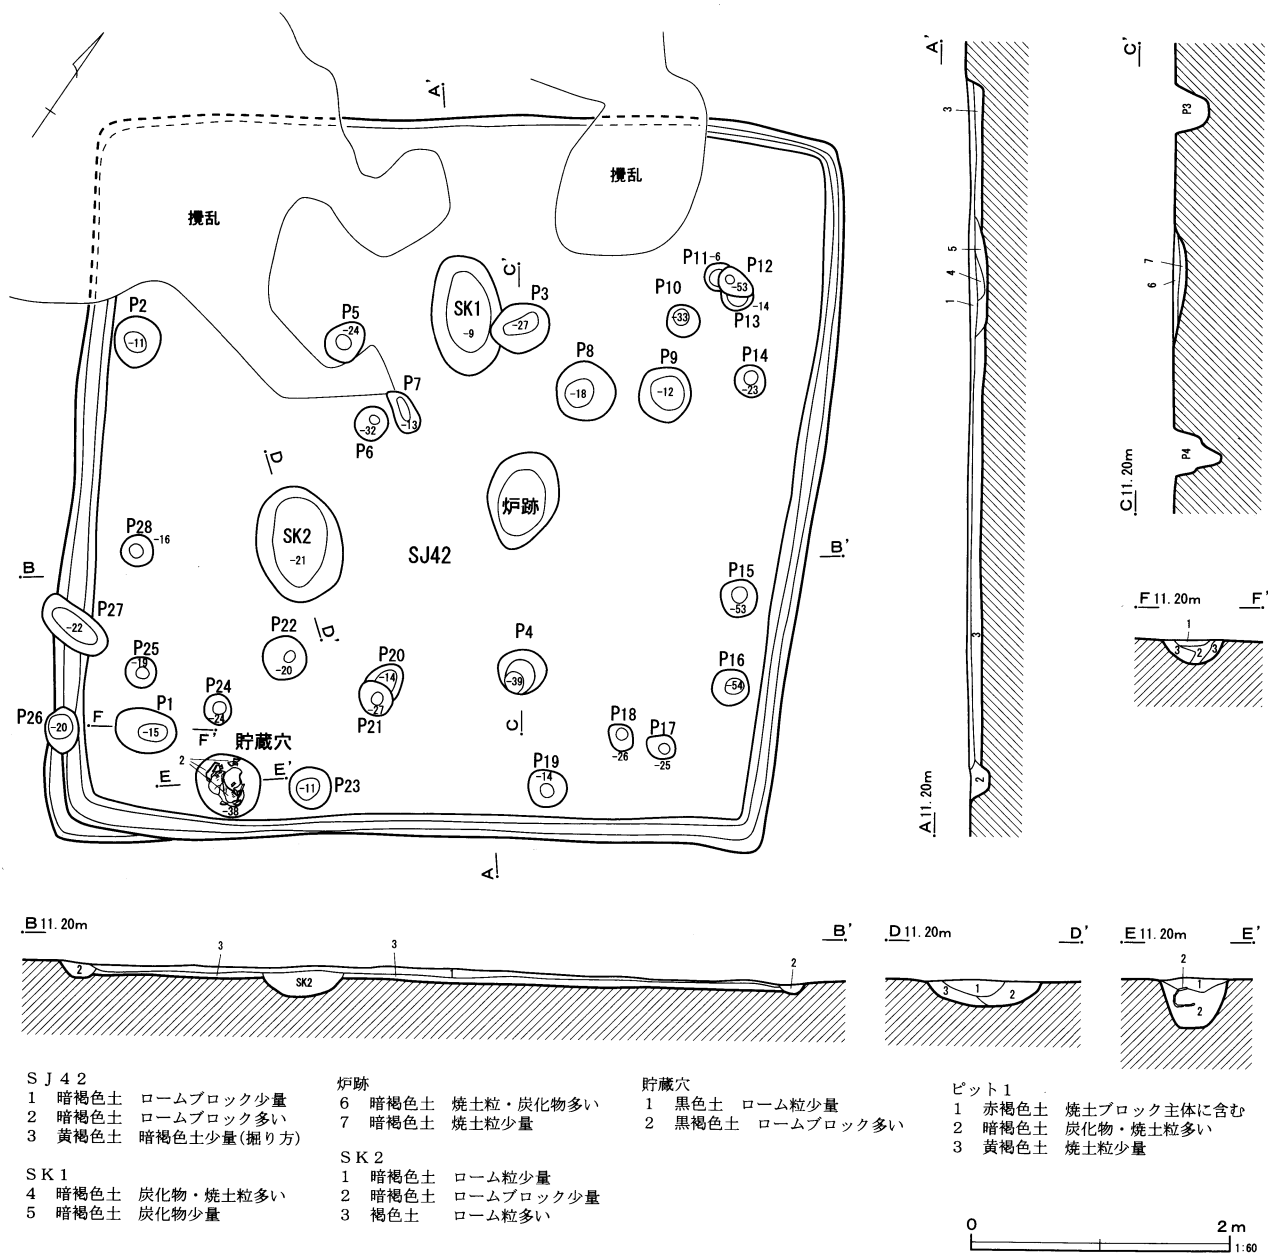 A'
攪乱
攪乱
P2
-11
P5
-24
SK1
-9
C'
P3
-27
P11
-6
P12
-53
P10
-33
-14
P13
P8
-18
P9
-12
P14
-23
P7
-13
-32
P6
D
炉跡
P28
-16
SK2
-21
SJ42
B
B'
P27
-22
P15
-53
D'
P22
-20
P25
-19
P4
-39
P20
-14
-27
P21
P16
-54
P24
-24
P1
-15
P26
-20
F
F'
C
P18
-26
P17
-25
貯蔵穴
2
E
E'
-38
-11
P23
P19
-14
A
A'
3
5
4
1
3
2
A 11.20m
C'
P3
7
6
P4
C 11.20m
F 11.20m
F'
1
3
2
3
B 11.20m
B'
3
3
2
2
SK2
D 11.20m
D'
3
1
2
E 11.20m
E'
2
1
2
SJ42
1 暗褐色土 ロームブロック少量
2 暗褐色土 ロームブロック多い
3 黄褐色土 暗褐色土少量(掘り方)
SK1
4 暗褐色土 炭化物・焼土粒多い
5 暗褐色土 炭化物少量
炉跡
6 暗褐色土 焼土粒・炭化物多い
7 暗褐色土 焼土粒少量
SK2
1 暗褐色土 ローム粒少量
2 暗褐色土 ロームブロック少量
3 褐色土 ローム粒多い
貯蔵穴
1 黒色土 ローム粒少量
2 黒褐色土 ロームブロック多い
ピット1
1 赤褐色土 焼土ブロック主体に含む
2 暗褐色土 炭化物・焼土粒多い
3 黄褐色土 焼土粒少量
0 2m
1:60